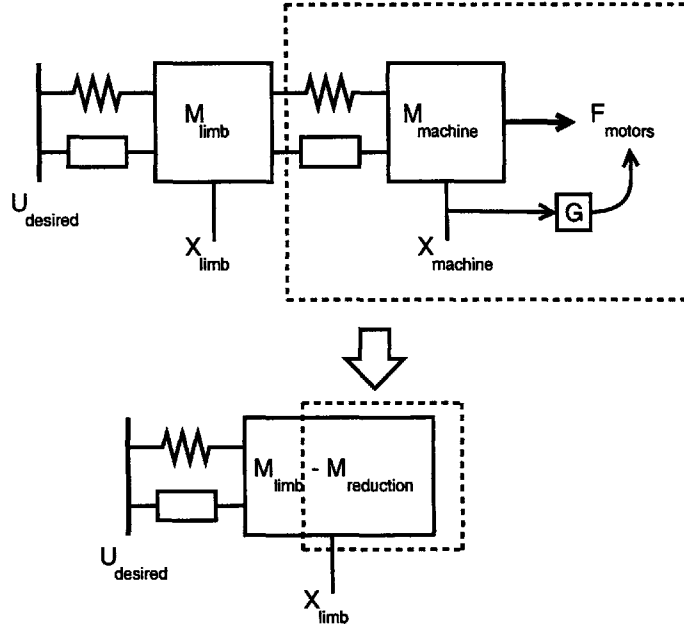 M limb
M machine
F motors
U desired
X limb
X machine
G
M limb - M reduction
U desired
X limb